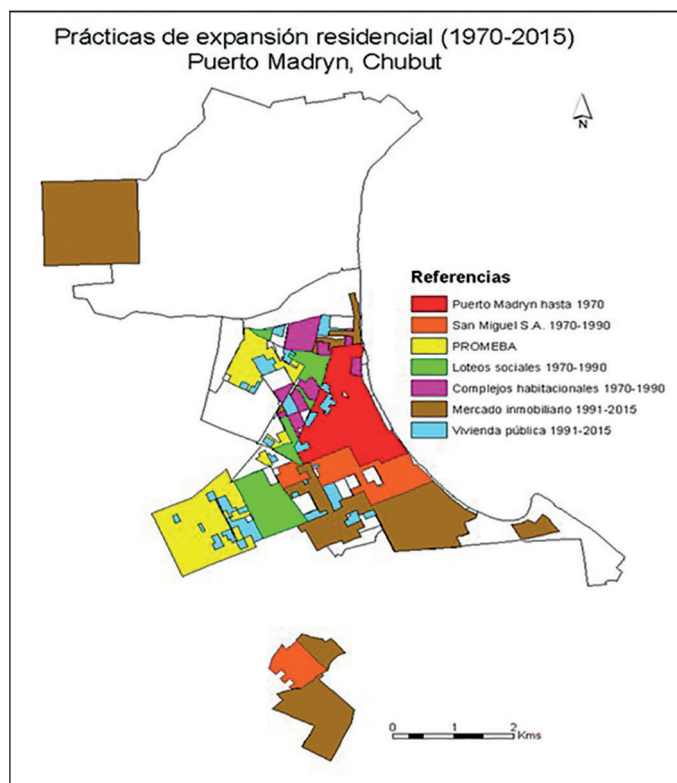 Prácticas de expansión residencial (1970-2015)
Puerto Madryn, Chubut
N
Referencias
Puerto Madryn hasta 1970
San Miguel S.A. 1970-1990
PROMEBA
Loteos sociales 1970-1990
Complejos habitacionales 1970-1990
Mercado inmobiliario 1991-2015
Vivienda pública 1991-2015
0 1 2
Kms